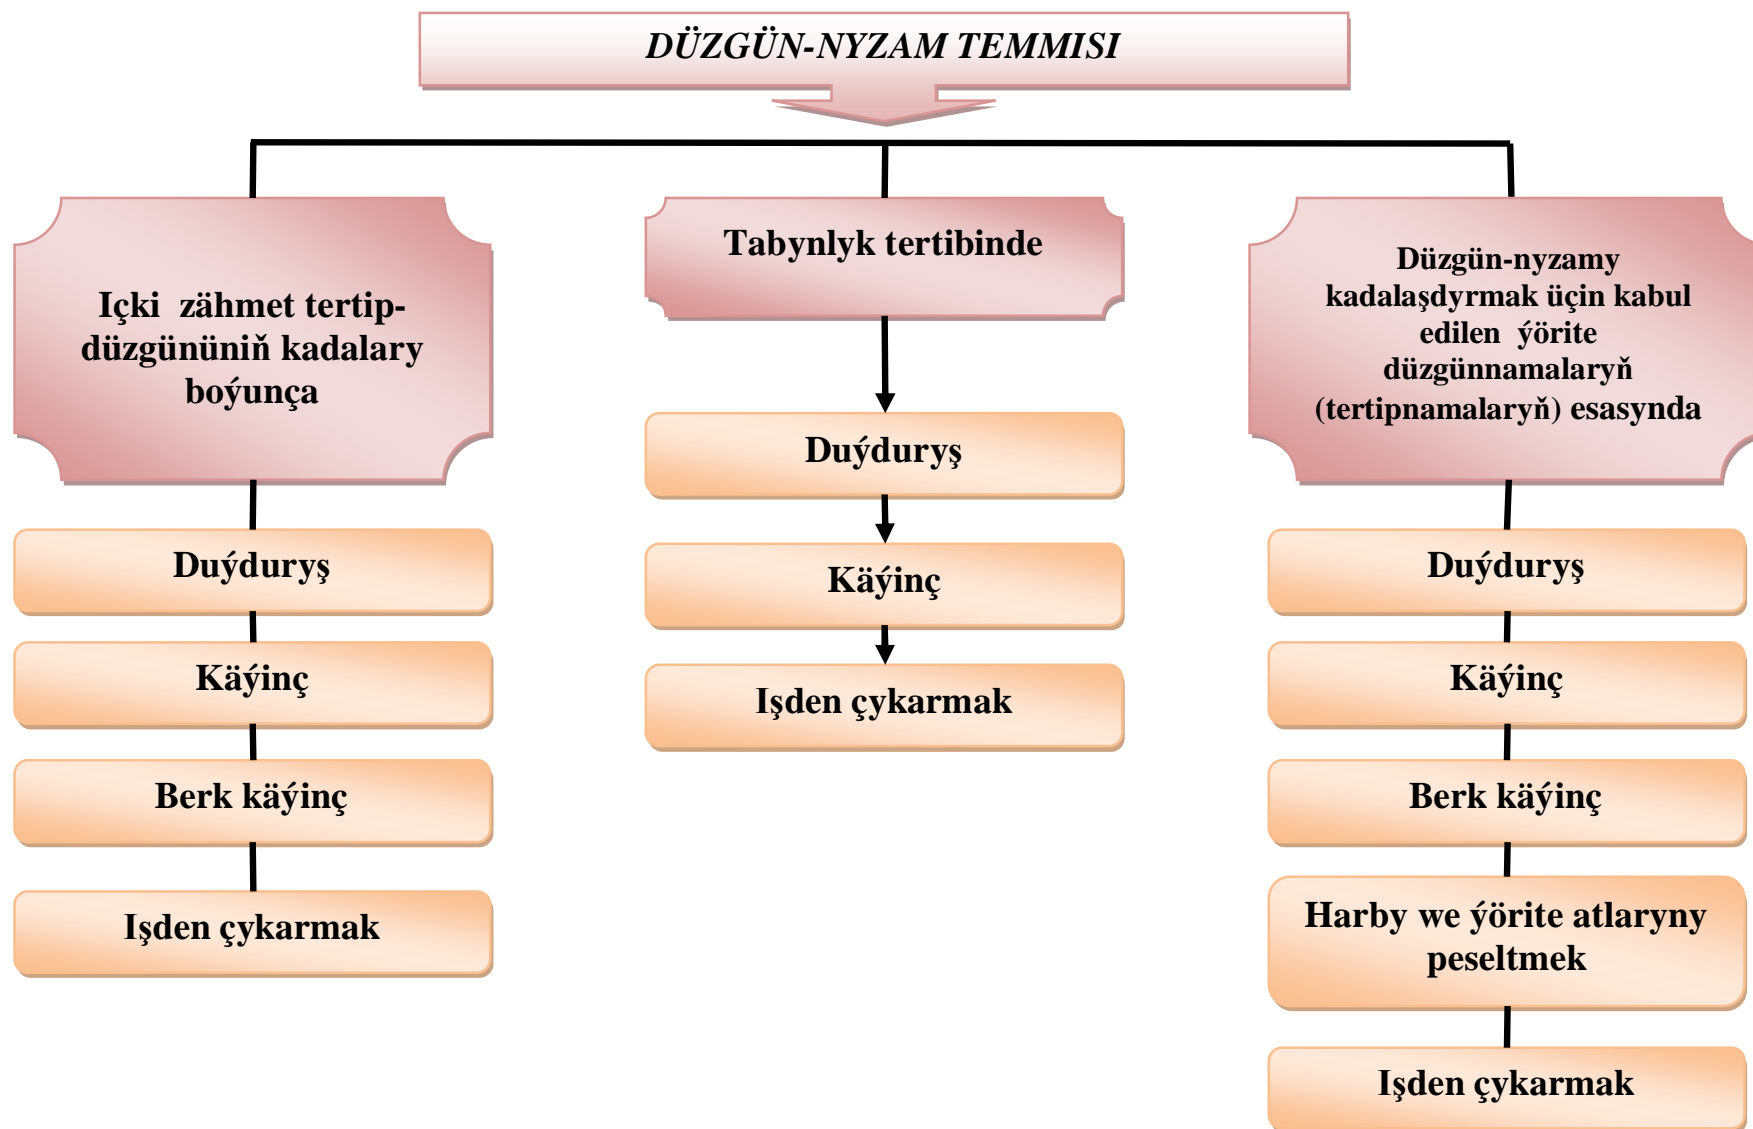 DÜZGÜN-NYZAM TEMMISI
Içki zähmet tertip-
düzgüniniň kadalary
boýunça
Duýduryş
Käýinç
Berk käýinç
Işden çykarmak
Tabynlyk tertibinde
Duýduryş
Käýinç
Işden çykarmak
Düzgün-nyzamy
kadalaşdyrmak üçin kabul
edilen ýörite
düzgünnamalaryň
(tertipnamalaryň) esasynda
Duýduryş
Käýinç
Berk käýinç
Harby we ýörite atlaryny
peseltmek
Işden çykarmak